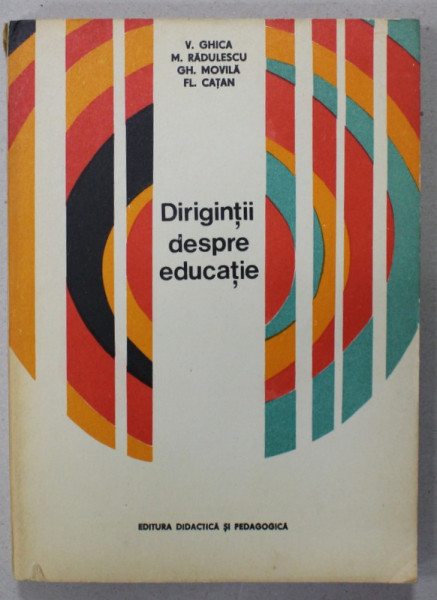 V. GHICA
M. RĂDULESCU
GH. MOVILĂ
FL. CAȚAN
Diriginții
despre
educație
EDITURA DIDACTICĂ ȘI PEDAGOGICĂ